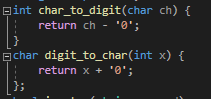 int char_to_digit(char ch) {
    return ch - '0';
}
char digit_to_char(int x) {
    return x + '0';
};